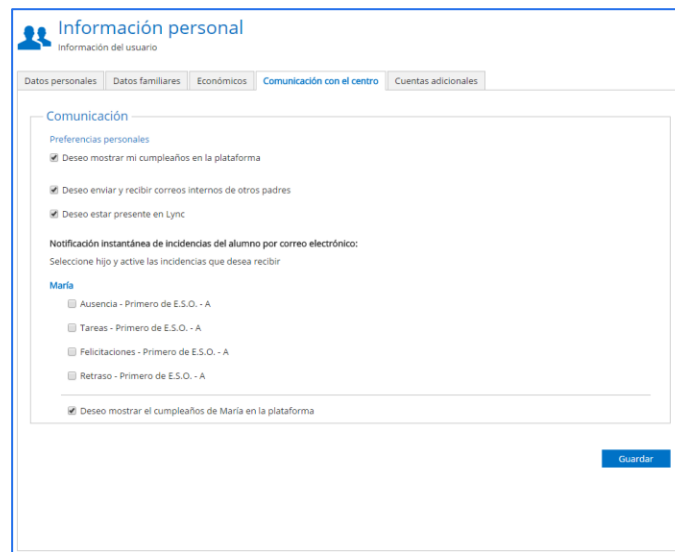 Información personal
Información del usuario
Datos personales Datos familiares Económicos Comunicación con el centro Cuentas adicionales
Comunicación
Preferencias personales
Deseo mostrar mi cumpleaños en la plataforma
Deseo enviar y recibir correos internos de otros padres
Deseo estar presente en Lync
Notificación instantánea de incidencias del alumno por correo electrónico:
Seleccione hijo y active las incidencias que desea recibir
María
Ausencia - Primero de E.S.O. - A
Tareas - Primero de E.S.O. - A
Felicitaciones - Primero de E.S.O. - A
Retraso - Primero de E.S.O. - A
Deseo mostrar el cumpleaños de María en la plataforma
Guardar